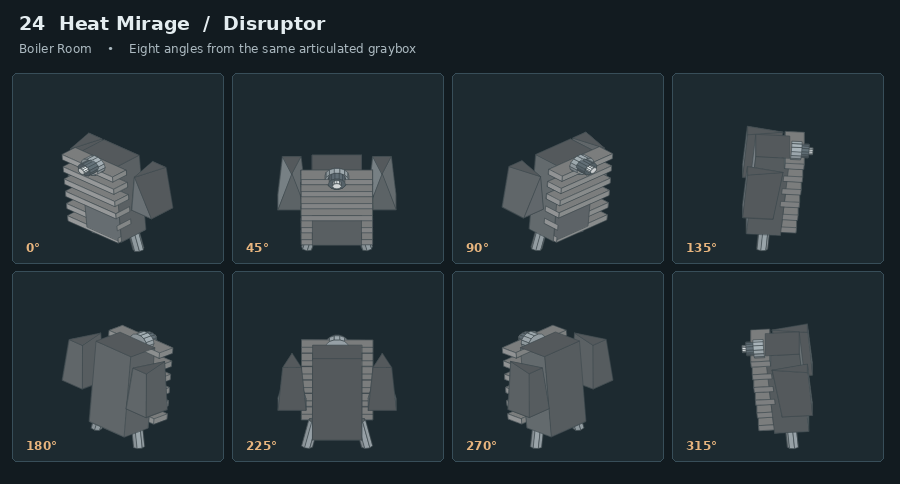 24 Heat Mirage / Disruptor
Boiler Room • Eight angles from the same articulated graybox
0° 45° 90° 135°
180° 225° 270° 315°